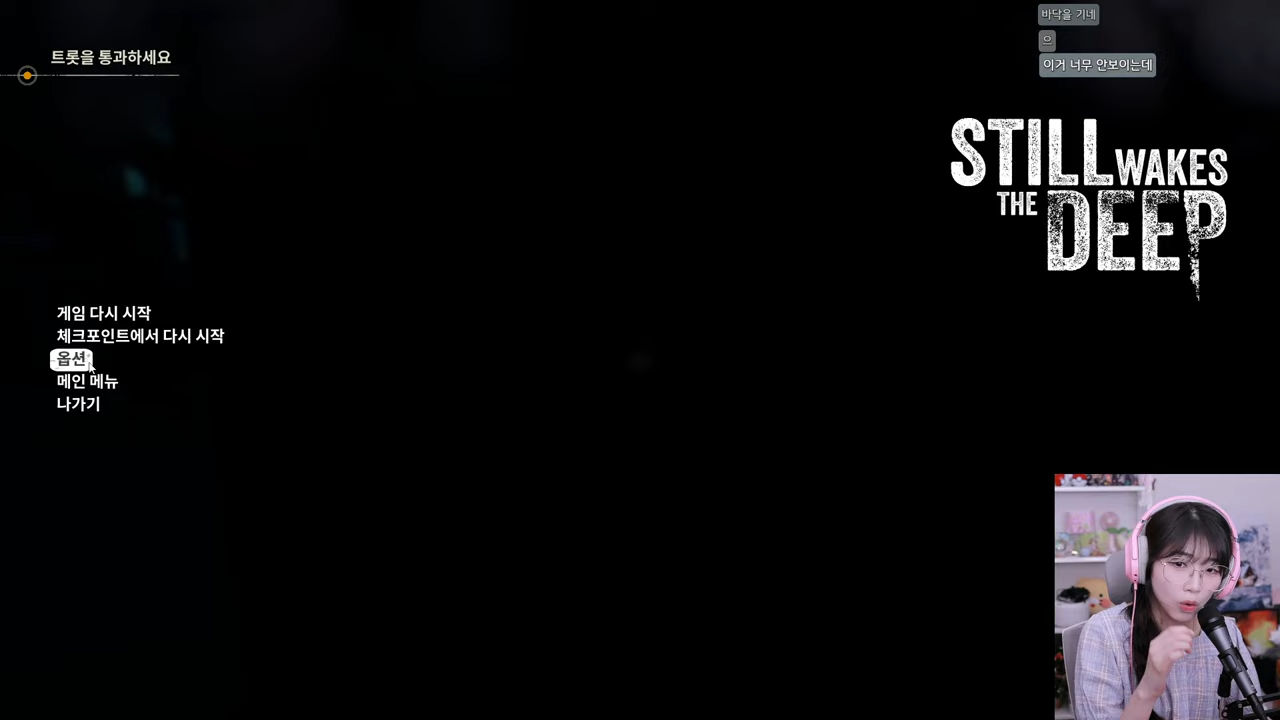 트롯을 통과하세요
바닥을 기네
으
이거 너무 안보이는데
STILL WAKES
THE DEEP
게임 다시 시작
체크포인트에서 다시 시작
옵션
메인 메뉴
나가기